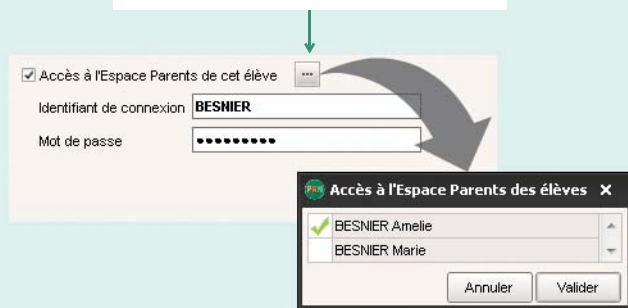 Accès à l'Espace Parents de cet élève ...
Identifiant de connexion BESNIER
Mot de passe •••••••••
PRN Accès à l'Espace Parents des élèves X
BESNIER Amelie
BESNIER Marie
Annuler Valider